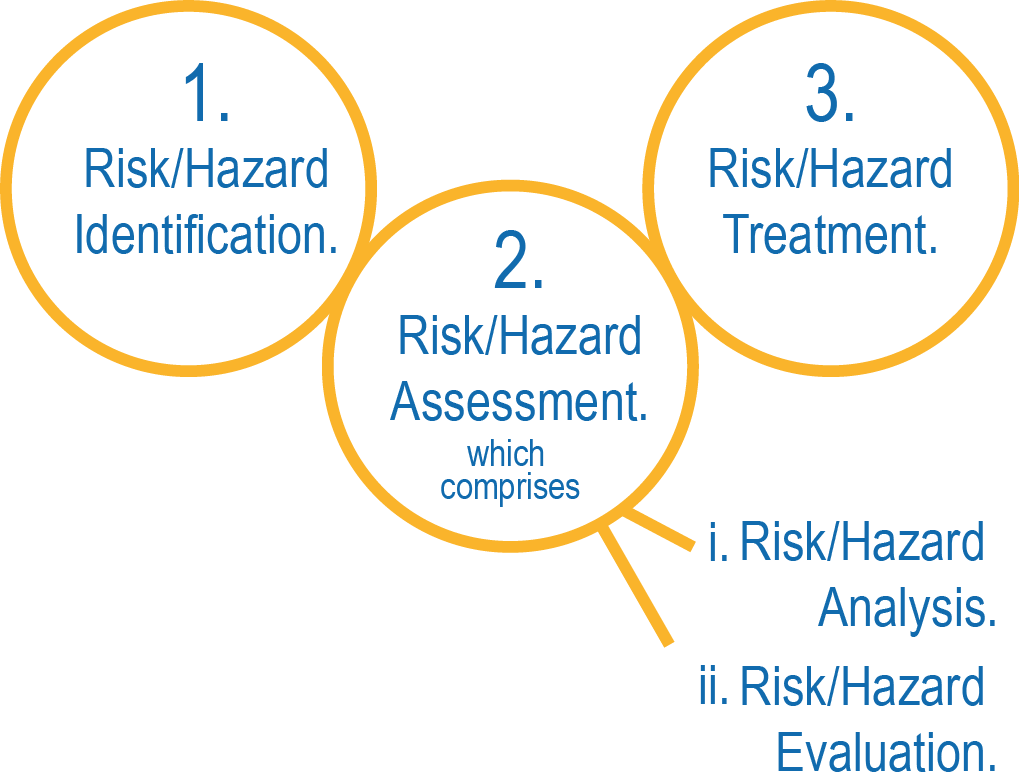 1.
Risk/Hazard
Identification.
2.
Risk/Hazard
Assessment.
which
comprises
i. Risk/Hazard
Analysis.
ii. Risk/Hazard
Evaluation.
3.
Risk/Hazard
Treatment.